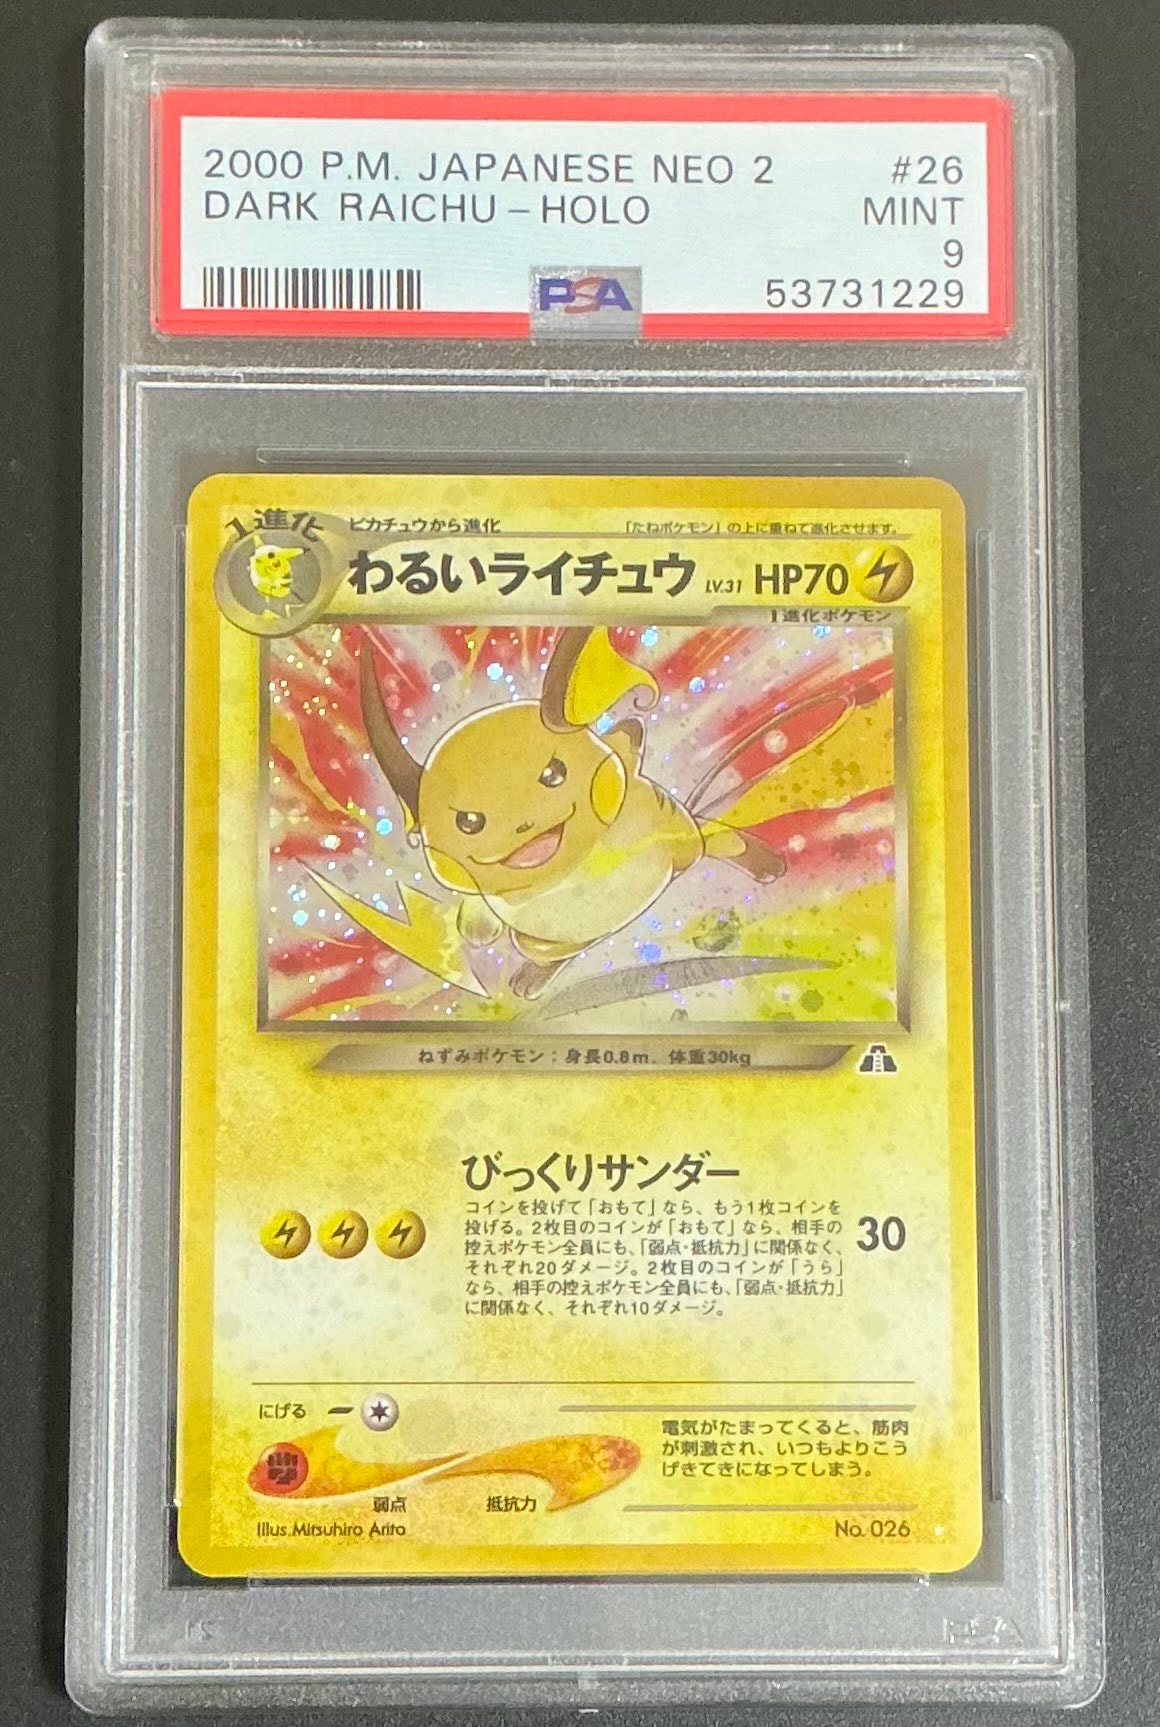 2000 P.M. JAPANESE NEO 2 #26
DARK RAICHU - HOLO MINT
9
PSA 53731229
1進化
ピカチュウから進化 「たねポケモン」の上に重ねて進化させます。
わるいライチュウ LV.31 HP70
1進化ポケモン
ねずみポケモン：身長0.8m、体重30kg
びっくりサンダー
コインを投げて「おもて」なら、もう1枚コインを
投げる。2枚目のコインが「おもて」なら、相手の
控えポケモン全員にも、「弱点・抵抗力」に関係なく、
それぞれ20ダメージ。2枚目のコインが「うら」
なら、相手の控えポケモン全員にも、「弱点・抵抗力」
に関係なく、それぞれ10ダメージ。
30
にげる
電気がたまってくると、筋肉
が刺激され、いつもよりこう
げきてきになってしまう。
弱点 抵抗力
Illus. Mitsuhiro Arita No. 026